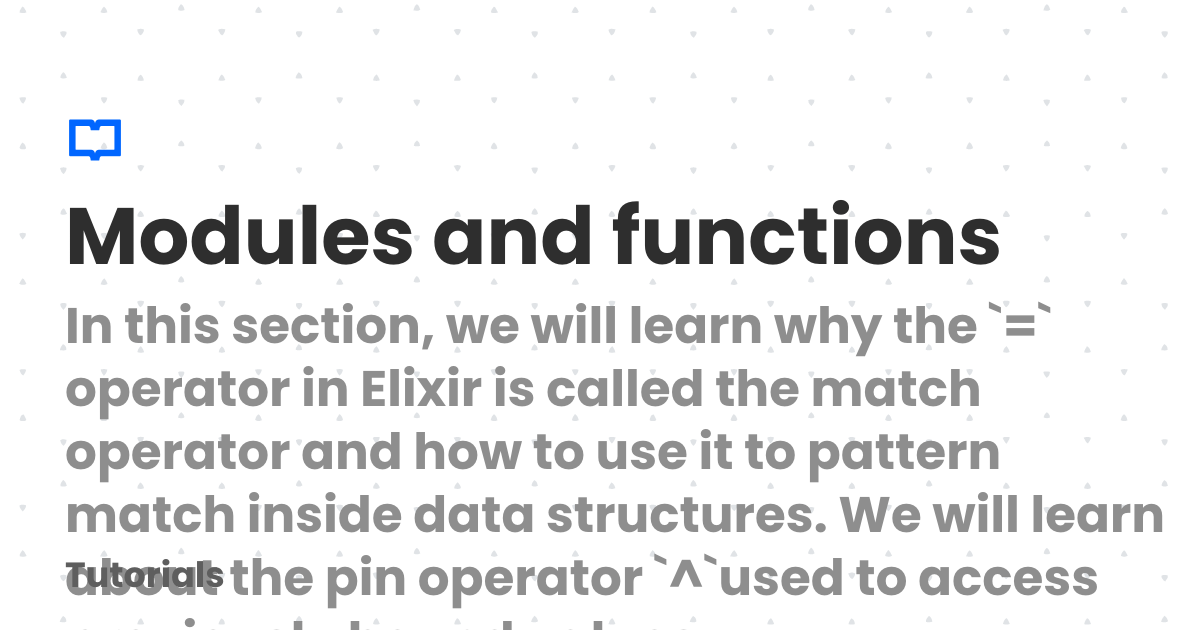 Modules and functions
In this section, we will learn why the `=`
operator in Elixir is called the match
operator and how to use it to pattern
match inside data structures. We will learn
about the pin operator `^`used to access
Tutorials